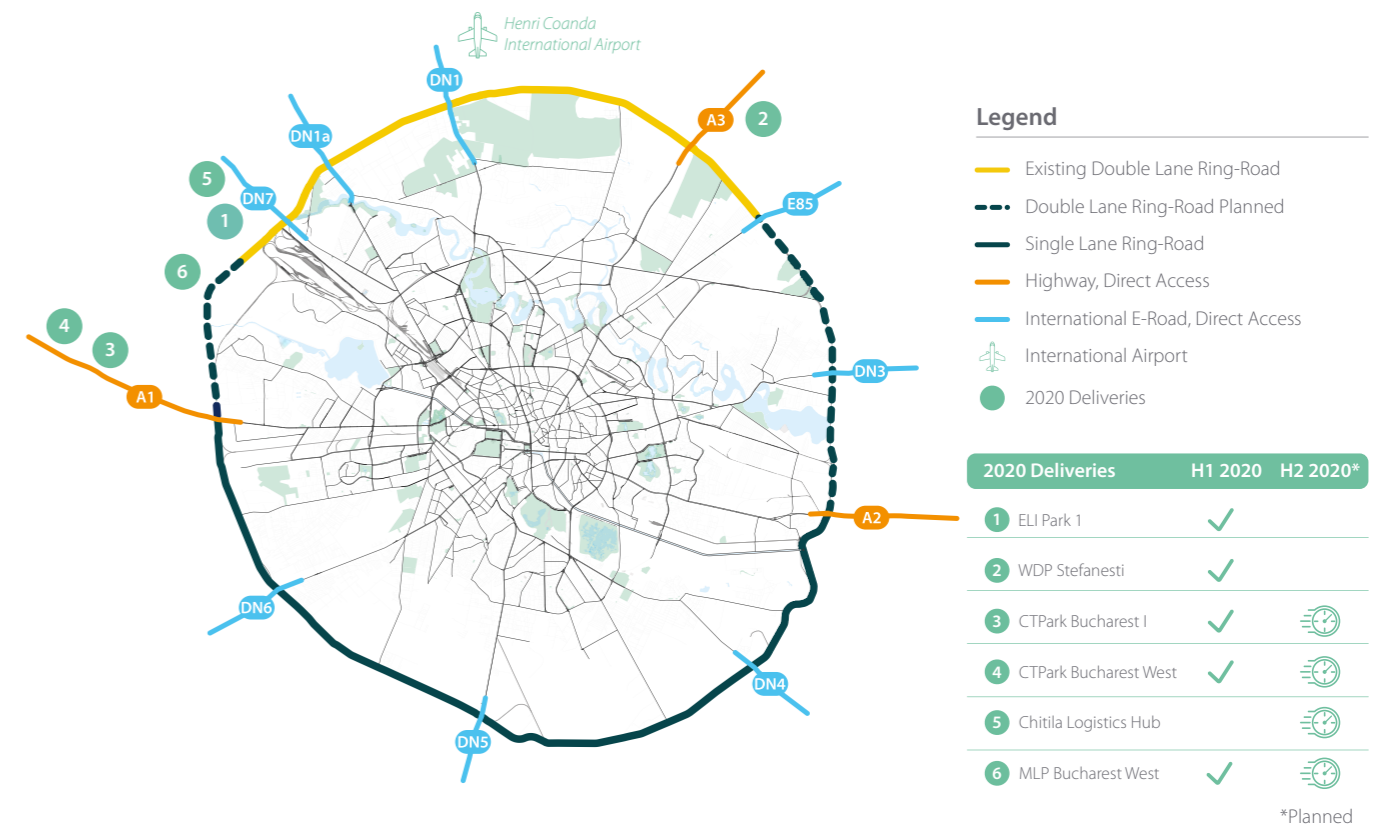 Henri Coanda
International Airport
DN1
A3
2
DN1a
5
DN7
E85
1
6
4
3
A1
DN3
A2
DN6
DN4
DN5
Legend
Existing Double Lane Ring-Road
Double Lane Ring-Road Planned
Single Lane Ring-Road
Highway, Direct Access
International E-Road, Direct Access
International Airport
2020 Deliveries
2020 Deliveries H1 2020 H2 2020*
1 ELI Park 1
2 WDP Stefanesti
3 CTPark Bucharest I
4 CTPark Bucharest West
5 Chitila Logistics Hub
6 MLP Bucharest West
*Planned